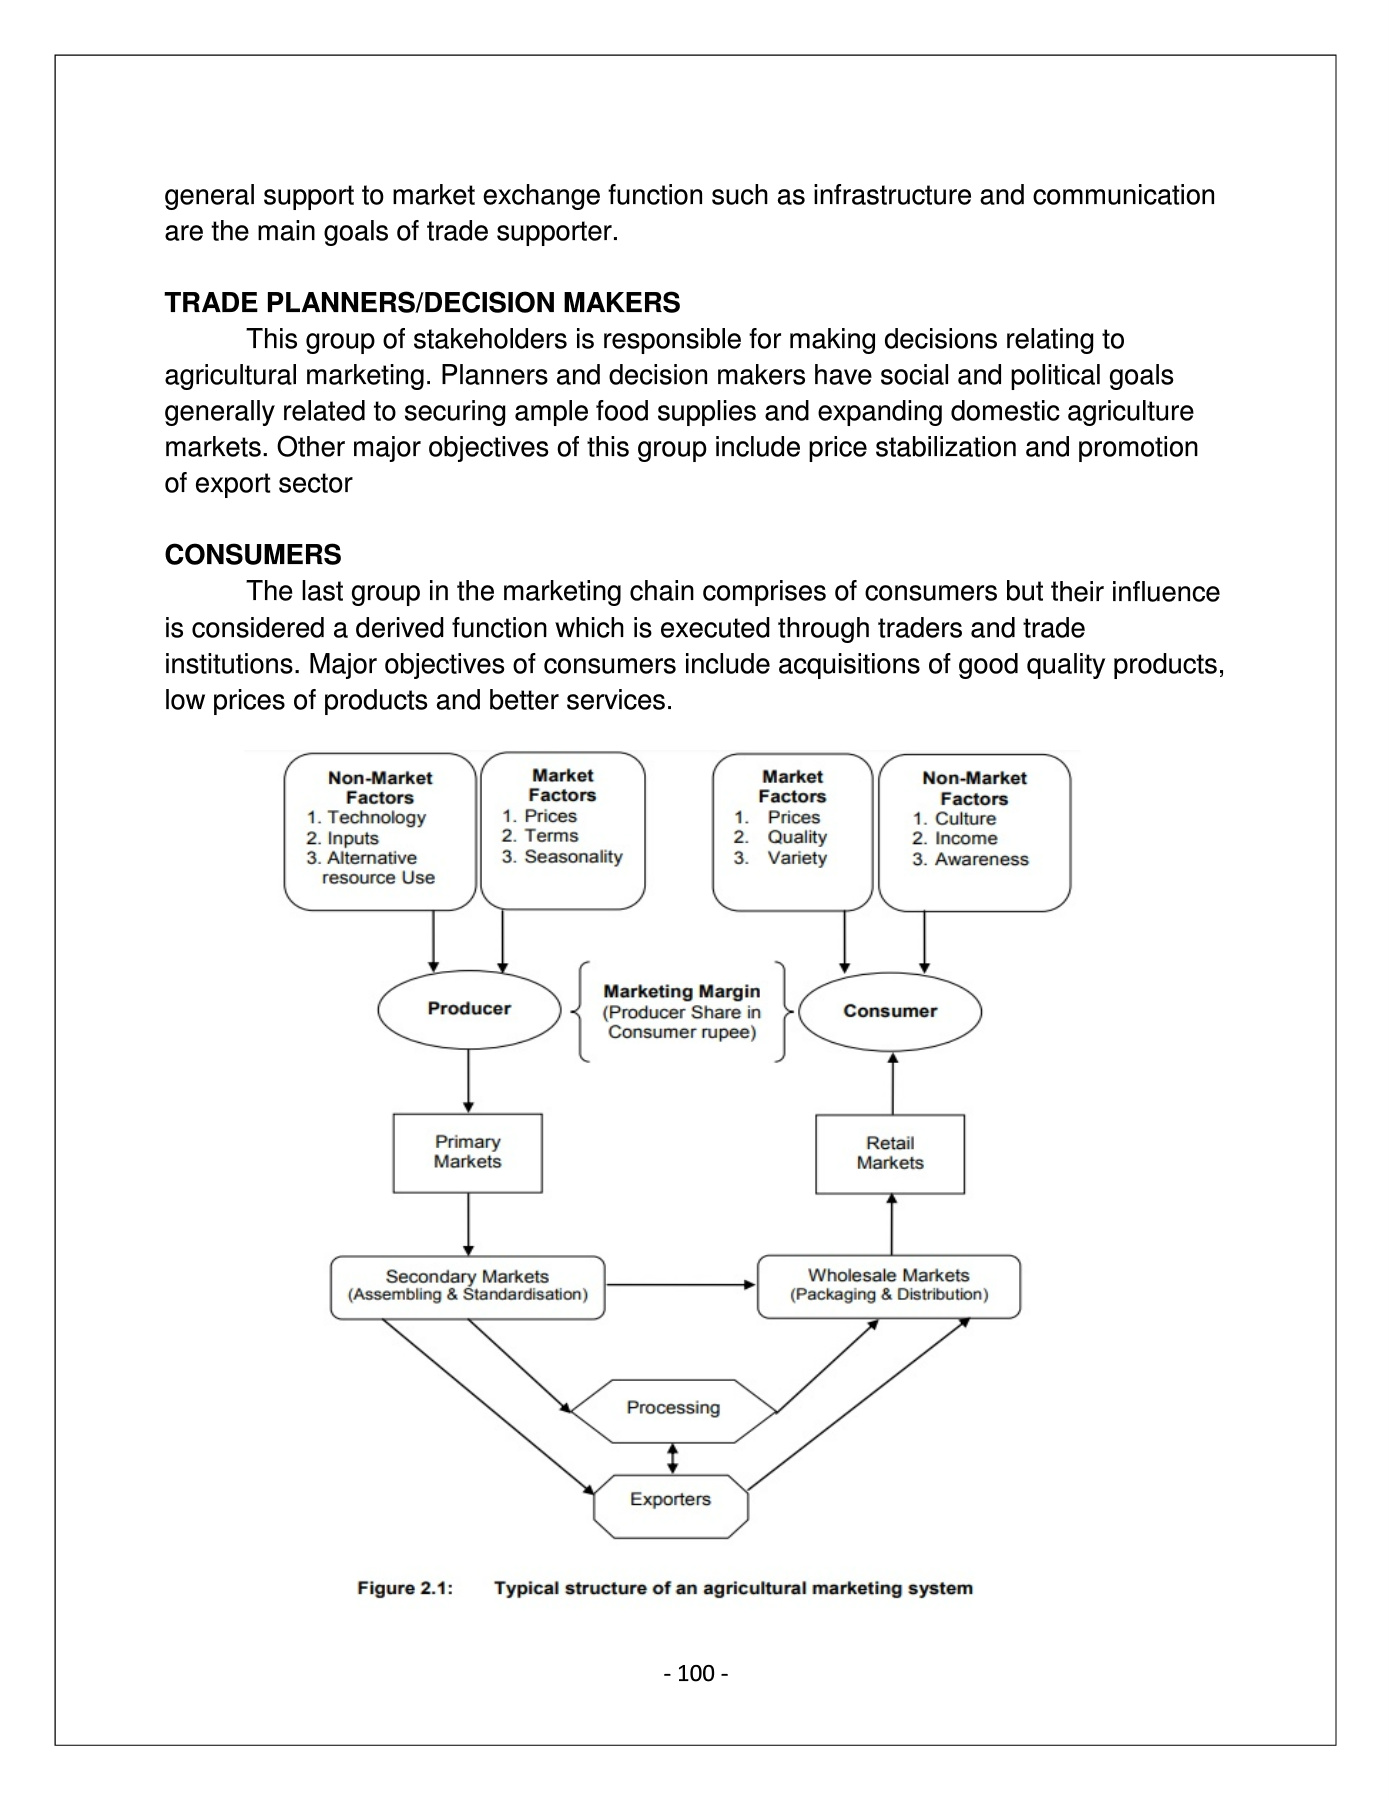 general support to market exchange function such as infrastructure and communication
are the main goals of trade supporter.
TRADE PLANNERS/DECISION MAKERS
This group of stakeholders is responsible for making decisions relating to
agricultural marketing. Planners and decision makers have social and political goals
generally related to securing ample food supplies and expanding domestic agriculture
markets. Other major objectives of this group include price stabilization and promotion
of export sector
CONSUMERS
The last group in the marketing chain comprises of consumers but their influence
is considered a derived function which is executed through traders and trade
institutions. Major objectives of consumers include acquisitions of good quality products,
low prices of products and better services.
Non-Market
Factors
1. Technology
2. Inputs
3. Alternative
resource Use
Market
Factors
1. Prices
2. Terms
3. Seasonality
Market
Factors
1. Prices
2. Quality
3. Variety
Non-Market
Factors
1. Culture
2. Income
3. Awareness
Producer
Marketing Margin
(Producer Share in
Consumer rupee)
Consumer
Primary
Markets
Retail
Markets
Secondary Markets
(Assembling & Standardisation)
Wholesale Markets
(Packaging & Distribution)
Processing
Exporters
Figure 2.1: Typical structure of an agricultural marketing system
- 100 -